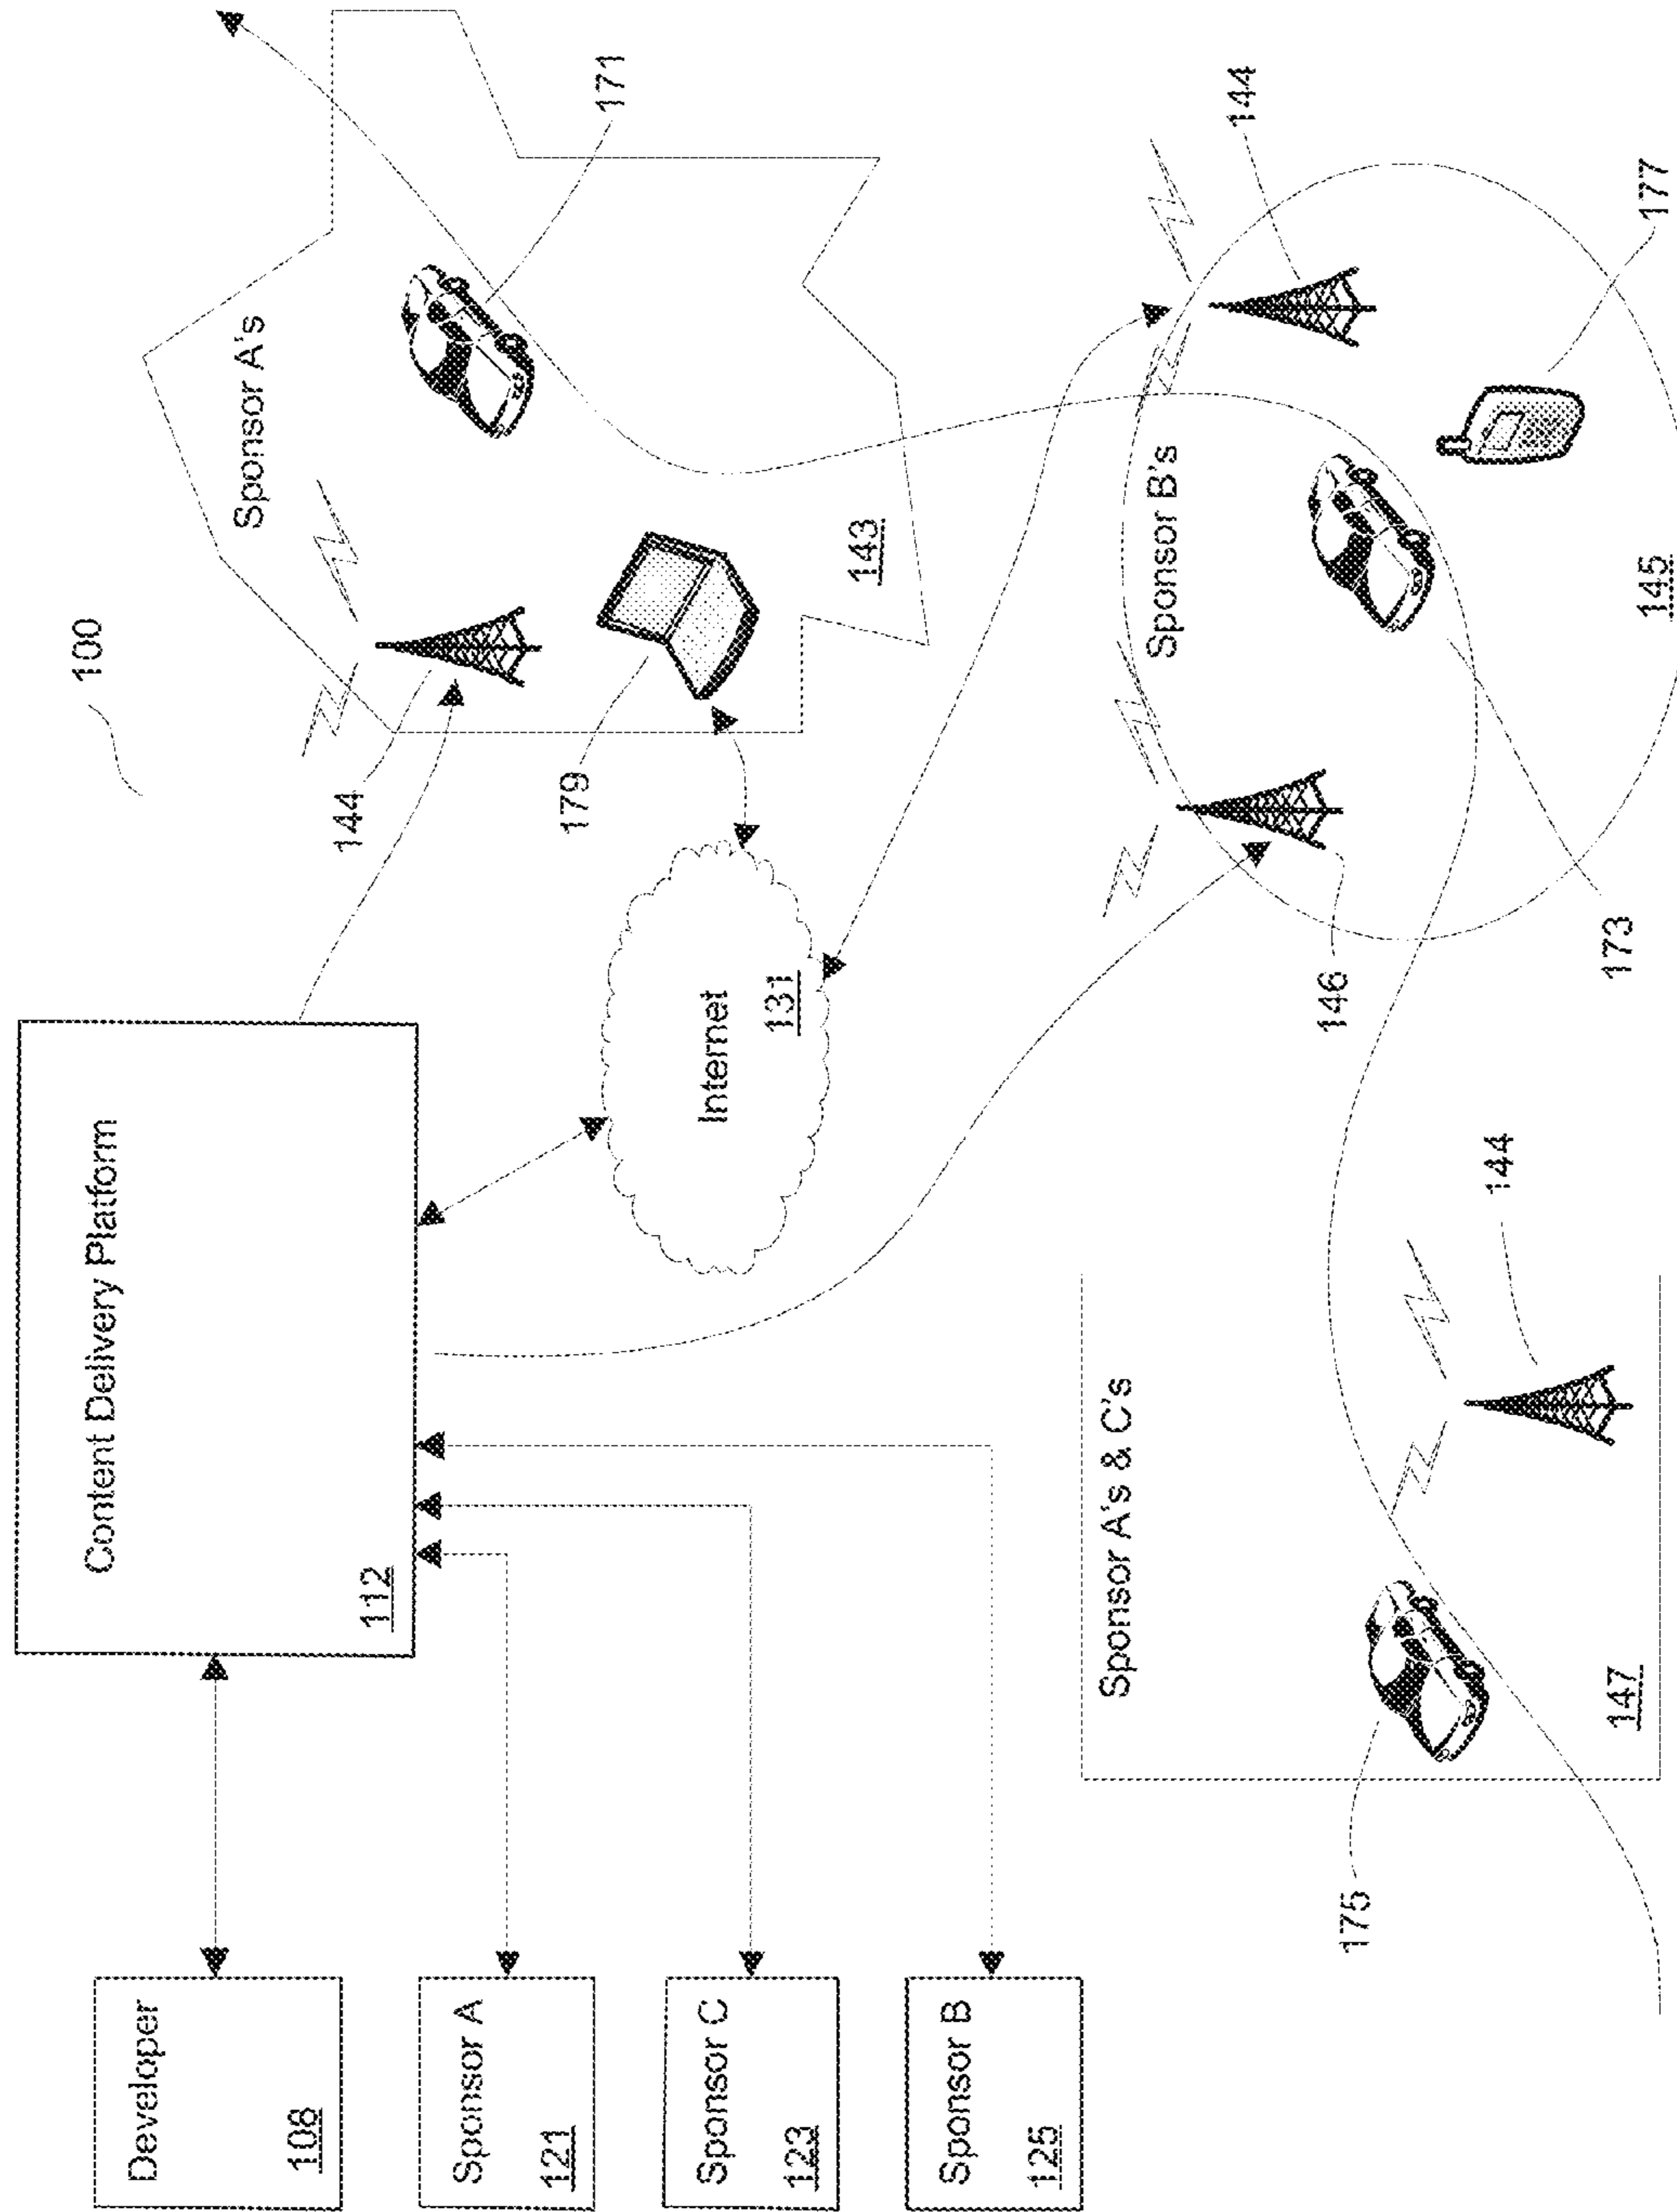 100
Developer
108
Sponsor A
121
Sponsor C
123
Sponsor B
125
Content Delivery Platform
112
Internet
131
Sponsor A's
144
179
143
171
Sponsor B's
146
144
173
145
177
Sponsor A's & C's
175
147
144